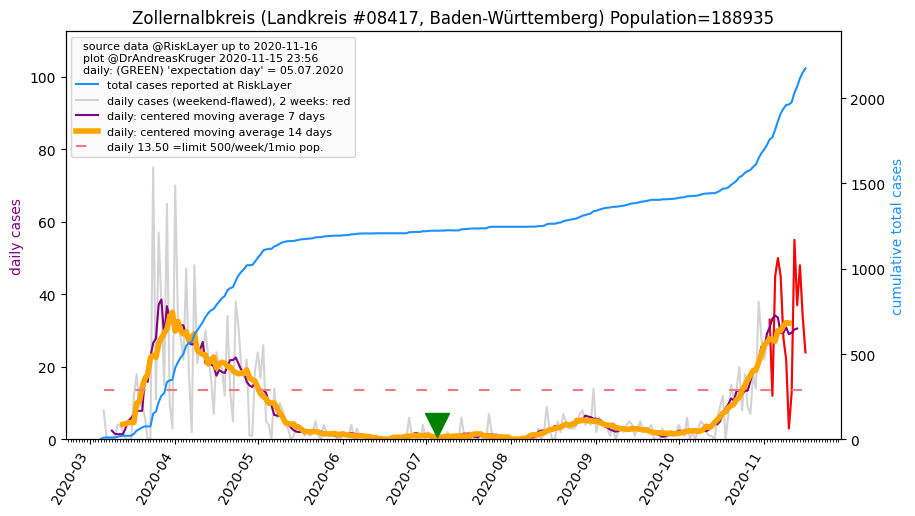 Zollernalbkreis (Landkreis #08417, Baden-Württemberg) Population=188935
source data @RiskLayer up to 2020-11-16
plot @DrAndreasKruger 2020-11-15 23:56
daily: (GREEN) 'expectation day' = 05.07.2020
total cases reported at RiskLayer
daily cases (weekend-flawed), 2 weeks: red
daily: centered moving average 7 days
daily: centered moving average 14 days
daily 13.50 =limit 500/week/1mio pop.
daily cases
100
80
60
40
20
0
cumulative total cases
2000
1500
1000
500
0
2020-03
2020-04
2020-05
2020-06
2020-07
2020-08
2020-09
2020-10
2020-11